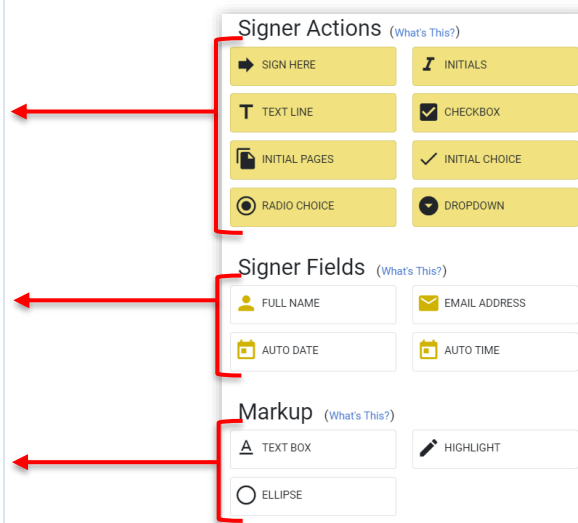 Signer Actions (What's This?)
SIGN HERE INITIALS
TEXT LINE CHECKBOX
INITIAL PAGES INITIAL CHOICE
RADIO CHOICE DROPDOWN
Signer Fields (What's This?)
FULL NAME EMAIL ADDRESS
AUTO DATE AUTO TIME
Markup (What's This?)
TEXT BOX HIGHLIGHT
ELLIPSE